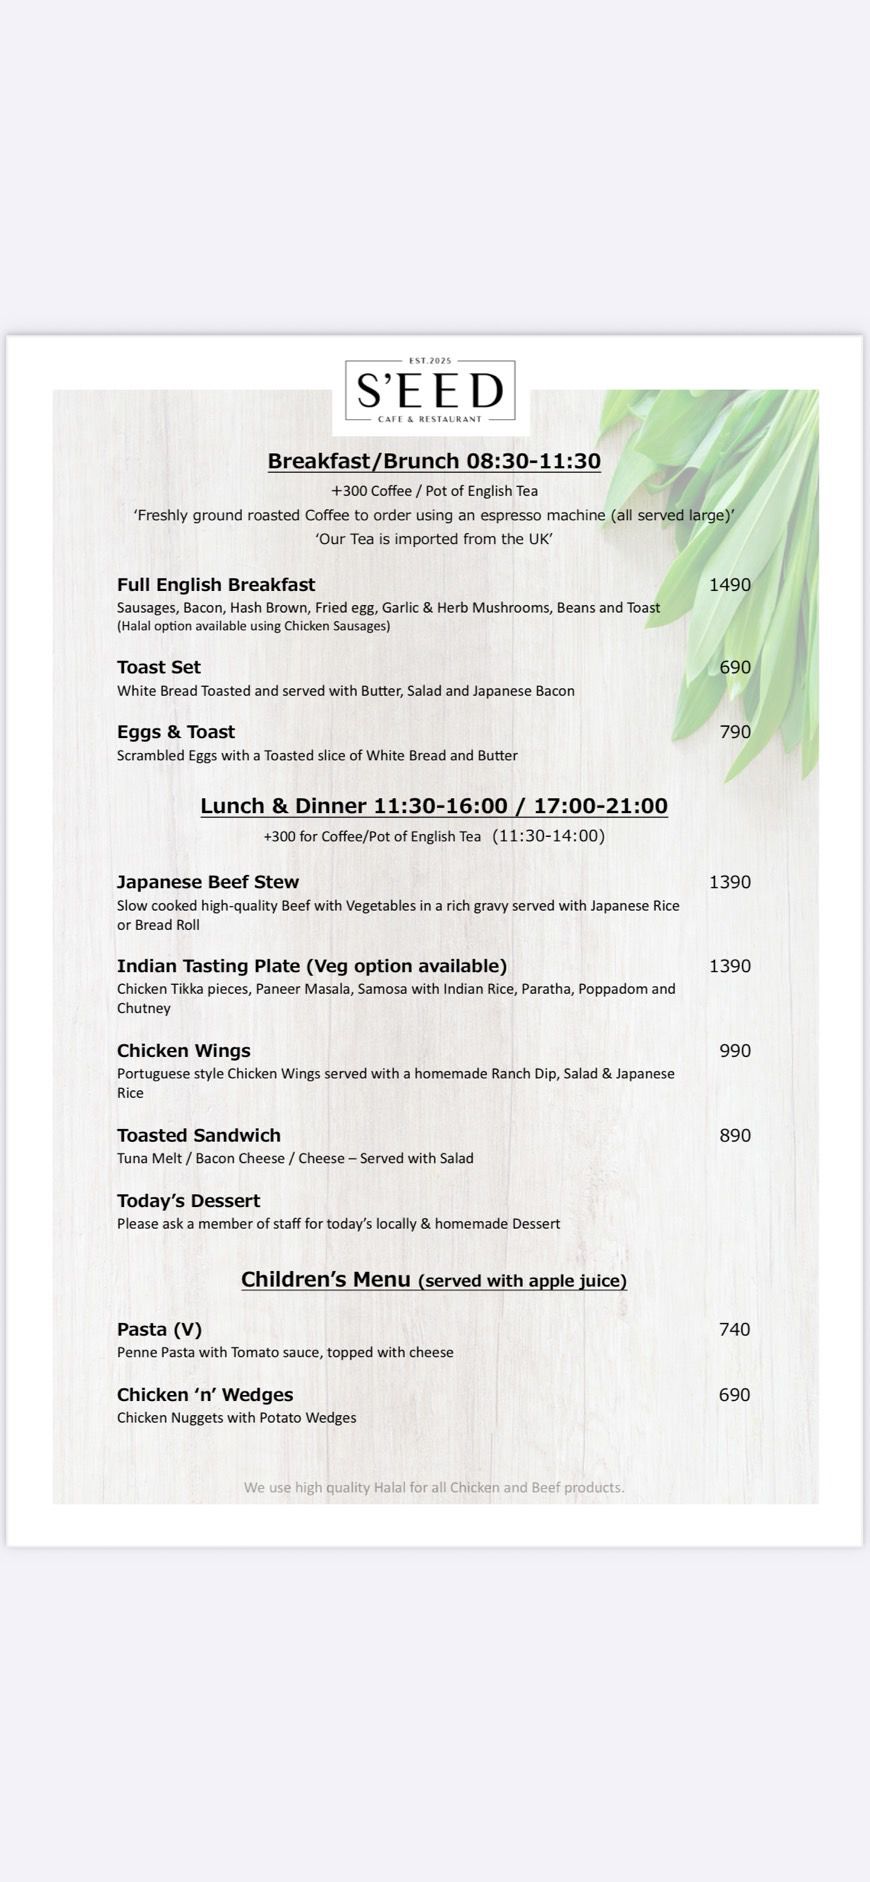 EST.2025
S’EED
CAFE & RESTAURANT
Breakfast/Brunch 08:30-11:30
+300 Coffee / Pot of English Tea
‘Freshly ground roasted Coffee to order using an espresso machine (all served large)’
‘Our Tea is imported from the UK’
Full English Breakfast 1490
Sausages, Bacon, Hash Brown, Fried egg, Garlic & Herb Mushrooms, Beans and Toast
(Halal option available using Chicken Sausages)
Toast Set 690
White Bread Toasted and served with Butter, Salad and Japanese Bacon
Eggs & Toast 790
Scrambled Eggs with a Toasted slice of White Bread and Butter
Lunch & Dinner 11:30-16:00 / 17:00-21:00
+300 for Coffee/Pot of English Tea (11:30-14:00)
Japanese Beef Stew 1390
Slow cooked high-quality Beef with Vegetables in a rich gravy served with Japanese Rice
or Bread Roll
Indian Tasting Plate (Veg option available) 1390
Chicken Tikka pieces, Paneer Masala, Samosa with Indian Rice, Paratha, Poppadom and
Chutney
Chicken Wings 990
Portuguese style Chicken Wings served with a homemade Ranch Dip, Salad & Japanese
Rice
Toasted Sandwich 890
Tuna Melt / Bacon Cheese / Cheese – Served with Salad
Today’s Dessert
Please ask a member of staff for today’s locally & homemade Dessert
Children’s Menu (served with apple juice)
Pasta (V) 740
Penne Pasta with Tomato sauce, topped with cheese
Chicken ‘n’ Wedges 690
Chicken Nuggets with Potato Wedges
We use high quality Halal for all Chicken and Beef products.